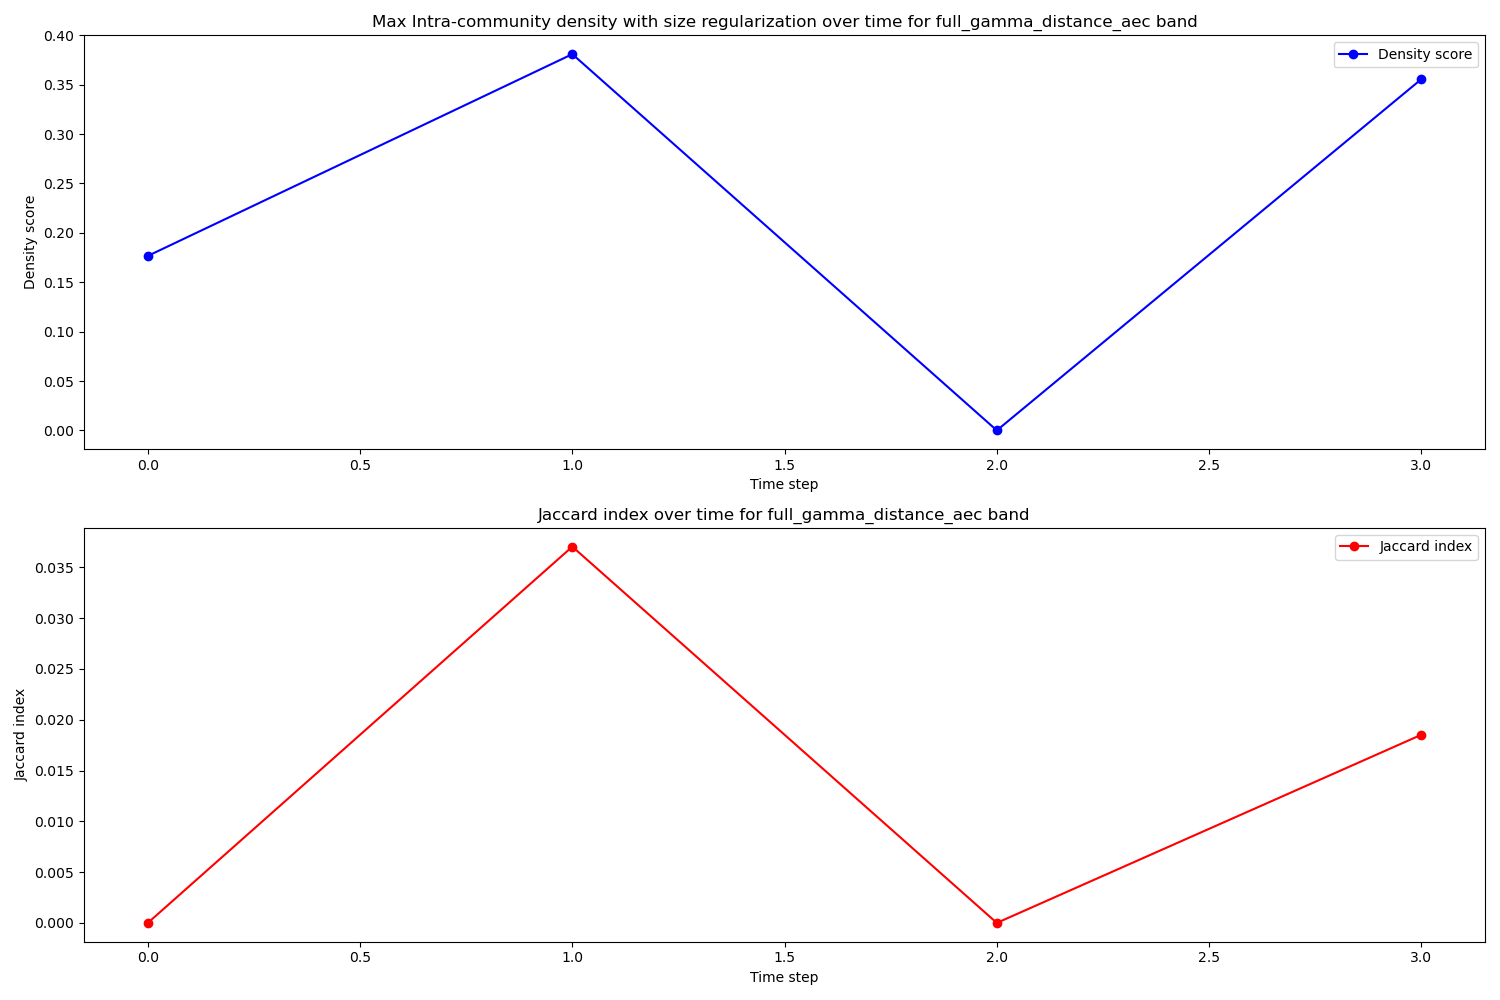 Max Intra-community density with size regularization over time for full_gamma_distance_aec band
Density score
0.40
0.35
0.30
0.25
0.20
0.15
0.10
0.05
0.00
Density score
0.0 0.5 1.0 1.5 2.0 2.5 3.0
Time step
Jaccard index over time for full_gamma_distance_aec band
Jaccard index
0.035
0.030
0.025
0.020
0.015
0.010
0.005
0.000
Jaccard index
0.0 0.5 1.0 1.5 2.0 2.5 3.0
Time step